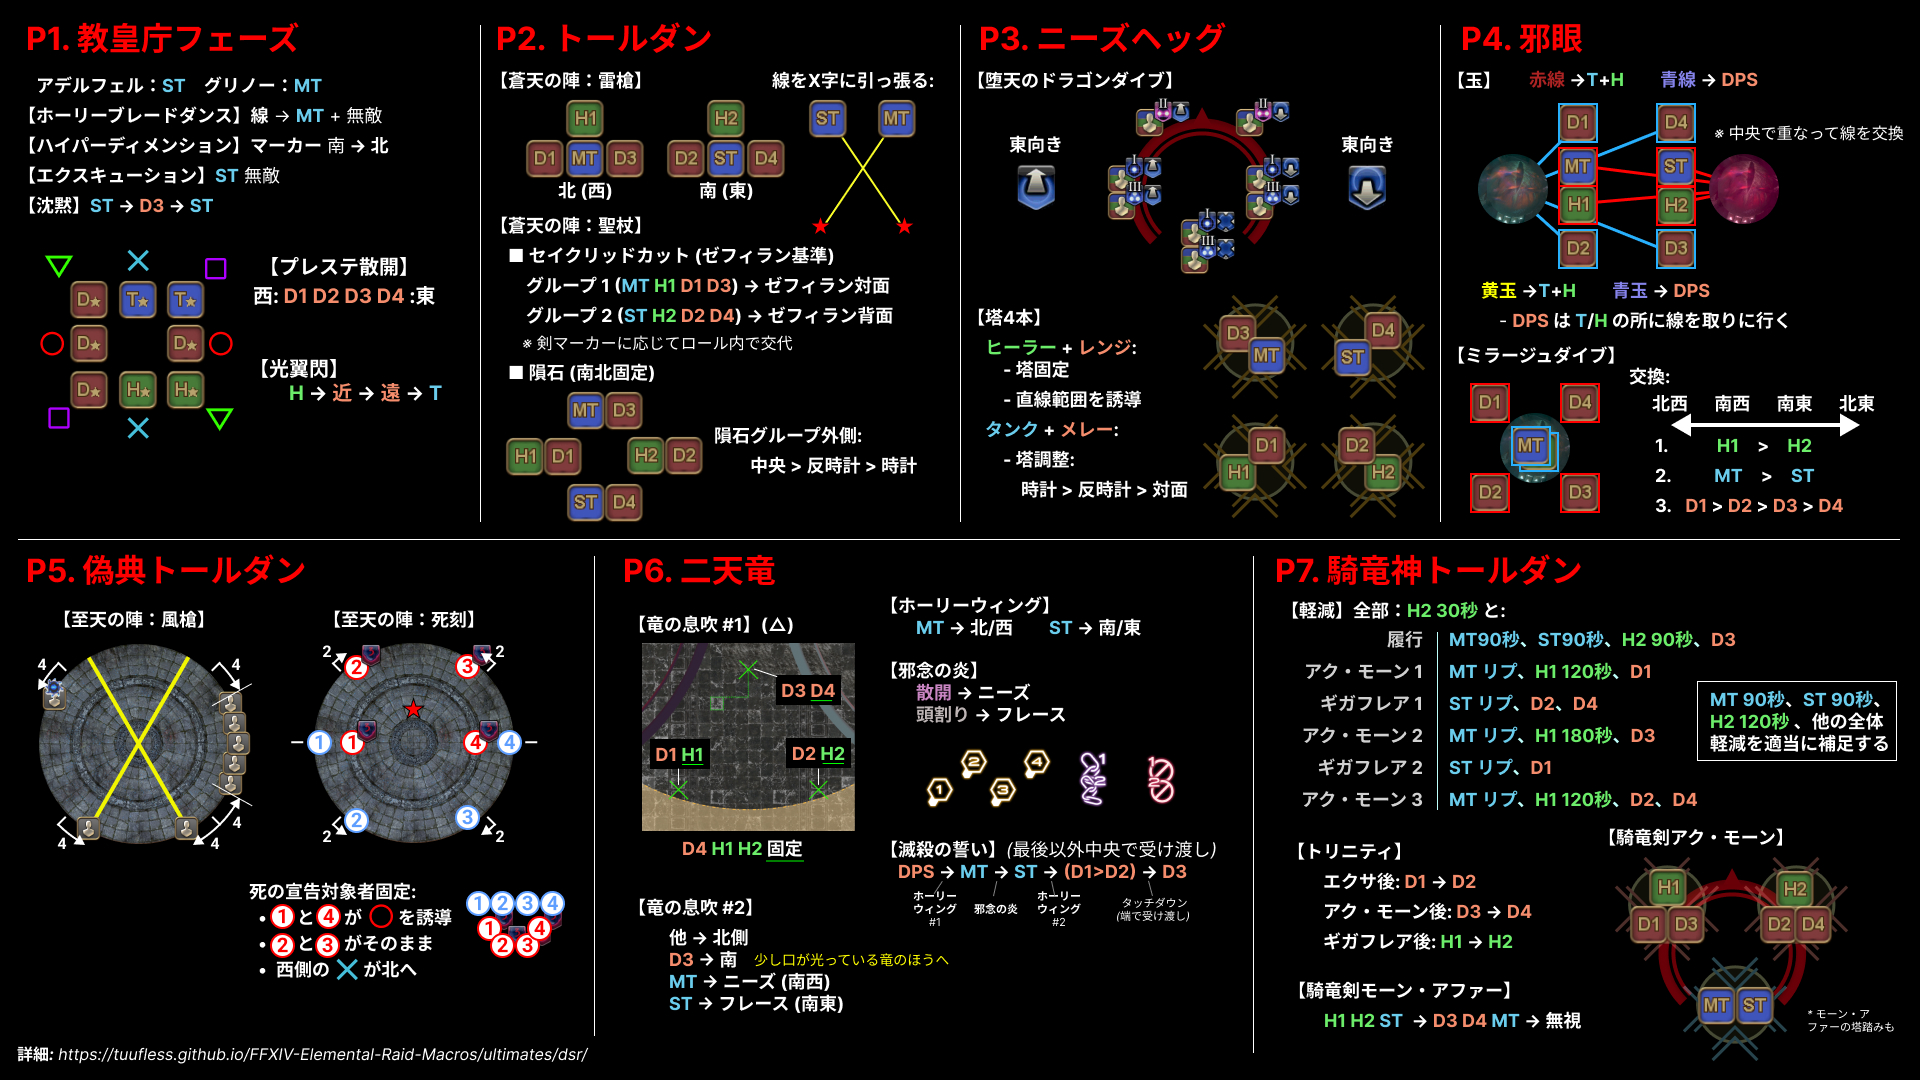 P1. 教皇庁フェーズ
アデルフェル：ST　グリノー：MT
【ホーリーブレードダンス】線 → MT + 無敵
【ハイパーディメンション】マーカー 南 → 北
【エクスキューション】ST 無敵
【沈黙】ST → D3 → ST
D★ T★ T★
D★ D★
D★ H★ H★
【プレステ散開】
西: D1 D2 D3 D4 :東
【光翼閃】
H → 近 → 遠 → T
P2. トールダン
【蒼天の陣：雷槍】
線をX字に引っ張る:
H1 H2 ST MT
D1 MT D3 D2 ST D4
北 (西) 南 (東)
【蒼天の陣：聖杖】
■ セイクリッドカット (ゼフィラン基準)
グループ 1 (MT H1 D1 D3) → ゼフィラン対面
グループ 2 (ST H2 D2 D4) → ゼフィラン背面
※ 剣マーカーに応じてロール内で交代
■ 隕石 (南北固定)
MT D3
H1 D1 H2 D2
ST D4
隕石グループ外側:
中央 > 反時計 > 時計
P3. ニーズヘッグ
【堕天のドラゴンダイブ】
II II
東向き 東向き
I I
III III
I
III
【塔4本】
ヒーラー + レンジ:
- 塔固定
- 直線範囲を誘導
タンク + メレー:
- 塔調整:
時計 > 反時計 > 対面
D3 MT D4 ST
D1 H1 D2 H2
P4. 邪眼
【玉】 赤線 →T+H 青線 → DPS
D1 D4
MT ST
H1 H2
D2 D3
※ 中央で重なって線を交換
黄玉 →T+H 青玉 → DPS
- DPS は T/H の所に線を取りに行く
【ミラージュダイブ】
D1 D4
MT
D2 D3
交換:
北西 南西 南東 北東
1. H1 > H2
2. MT > ST
3. D1 > D2 > D3 > D4
P5. 偽典トールダン
【至天の陣：風槍】
4 4
4 4 4
【至天の陣：死刻】
2 2 3 2
1 1 4 4
2 2 3 2
死の宣告対象者固定:
• 1 と 4 が ○ を誘導
• 2 と 3 がそのまま
• 西側の ✕ が北へ
1 2 3 4
1 4
2 3
P6. 二天竜
【竜の息吹 #1】(△)
D3 D4
D1 H1 D2 H2
D4 H1 H2 固定
【竜の息吹 #2】
他 → 北側
D3 → 南 少し口が光っている竜のほうへ
MT → ニーズ (南西)
ST → フレース (南東)
【ホーリーウィング】
MT → 北/西 ST → 南/東
【邪念の炎】
散開 → ニーズ
頭割り → フレース
1 2 3 4 1 2 1 2
【滅殺の誓い】(最後以外中央で受け渡し)
DPS → MT → ST → (D1>D2) → D3
ホーリーウィング #1
邪念の炎
ホーリーウィング #2
タッチダウン
(端で受け渡し)
P7. 騎竜神トールダン
【軽減】全部：H2 30秒 と:
履行 MT90秒、ST90秒、H2 90秒、D3
アク・モーン 1 MT リプ、H1 120秒、D1
ギガフレア 1 ST リプ、D2、D4
アク・モーン 2 MT リプ、H1 180秒、D3
ギガフレア 2 ST リプ、D1
アク・モーン 3 MT リプ、H1 120秒、D2、D4
MT 90秒、ST 90秒、
H2 120秒 、他の全体
軽減を適当に補足する
【トリニティ】
エクサ後: D1 → D2
アク・モーン後: D3 → D4
ギガフレア後: H1 → H2
【騎竜剣モーン・アファー】
H1 H2 ST → D3 D4 MT → 無視
【騎竜剣アク・モーン】
H1 H2
D1 D3 D2 D4
MT ST
* モーン・ア
ファーの塔踏みも
詳細: https://tuufless.github.io/FFXIV-Elemental-Raid-Macros/ultimates/dsr/